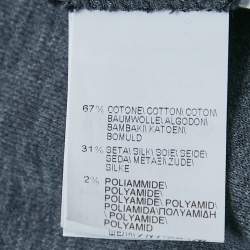 67% COTONE\COTTON\COTON\
BAUMWOLLE\ALGODON\
BAMBAKI\KATOEN\
BOMULD
31% SETA\SILK\SOIE\SEIDE\
SEDA\METAΞI\ZIJDE\
SILKE
2% POLIAMMIDE\
POLYAMIDE\
POLYAMIDE\POLYAMID\
POLIAMIDA\ΠΟΛΥΑΜΙΔΗ
\POLYAMIDE\
POLYAMID